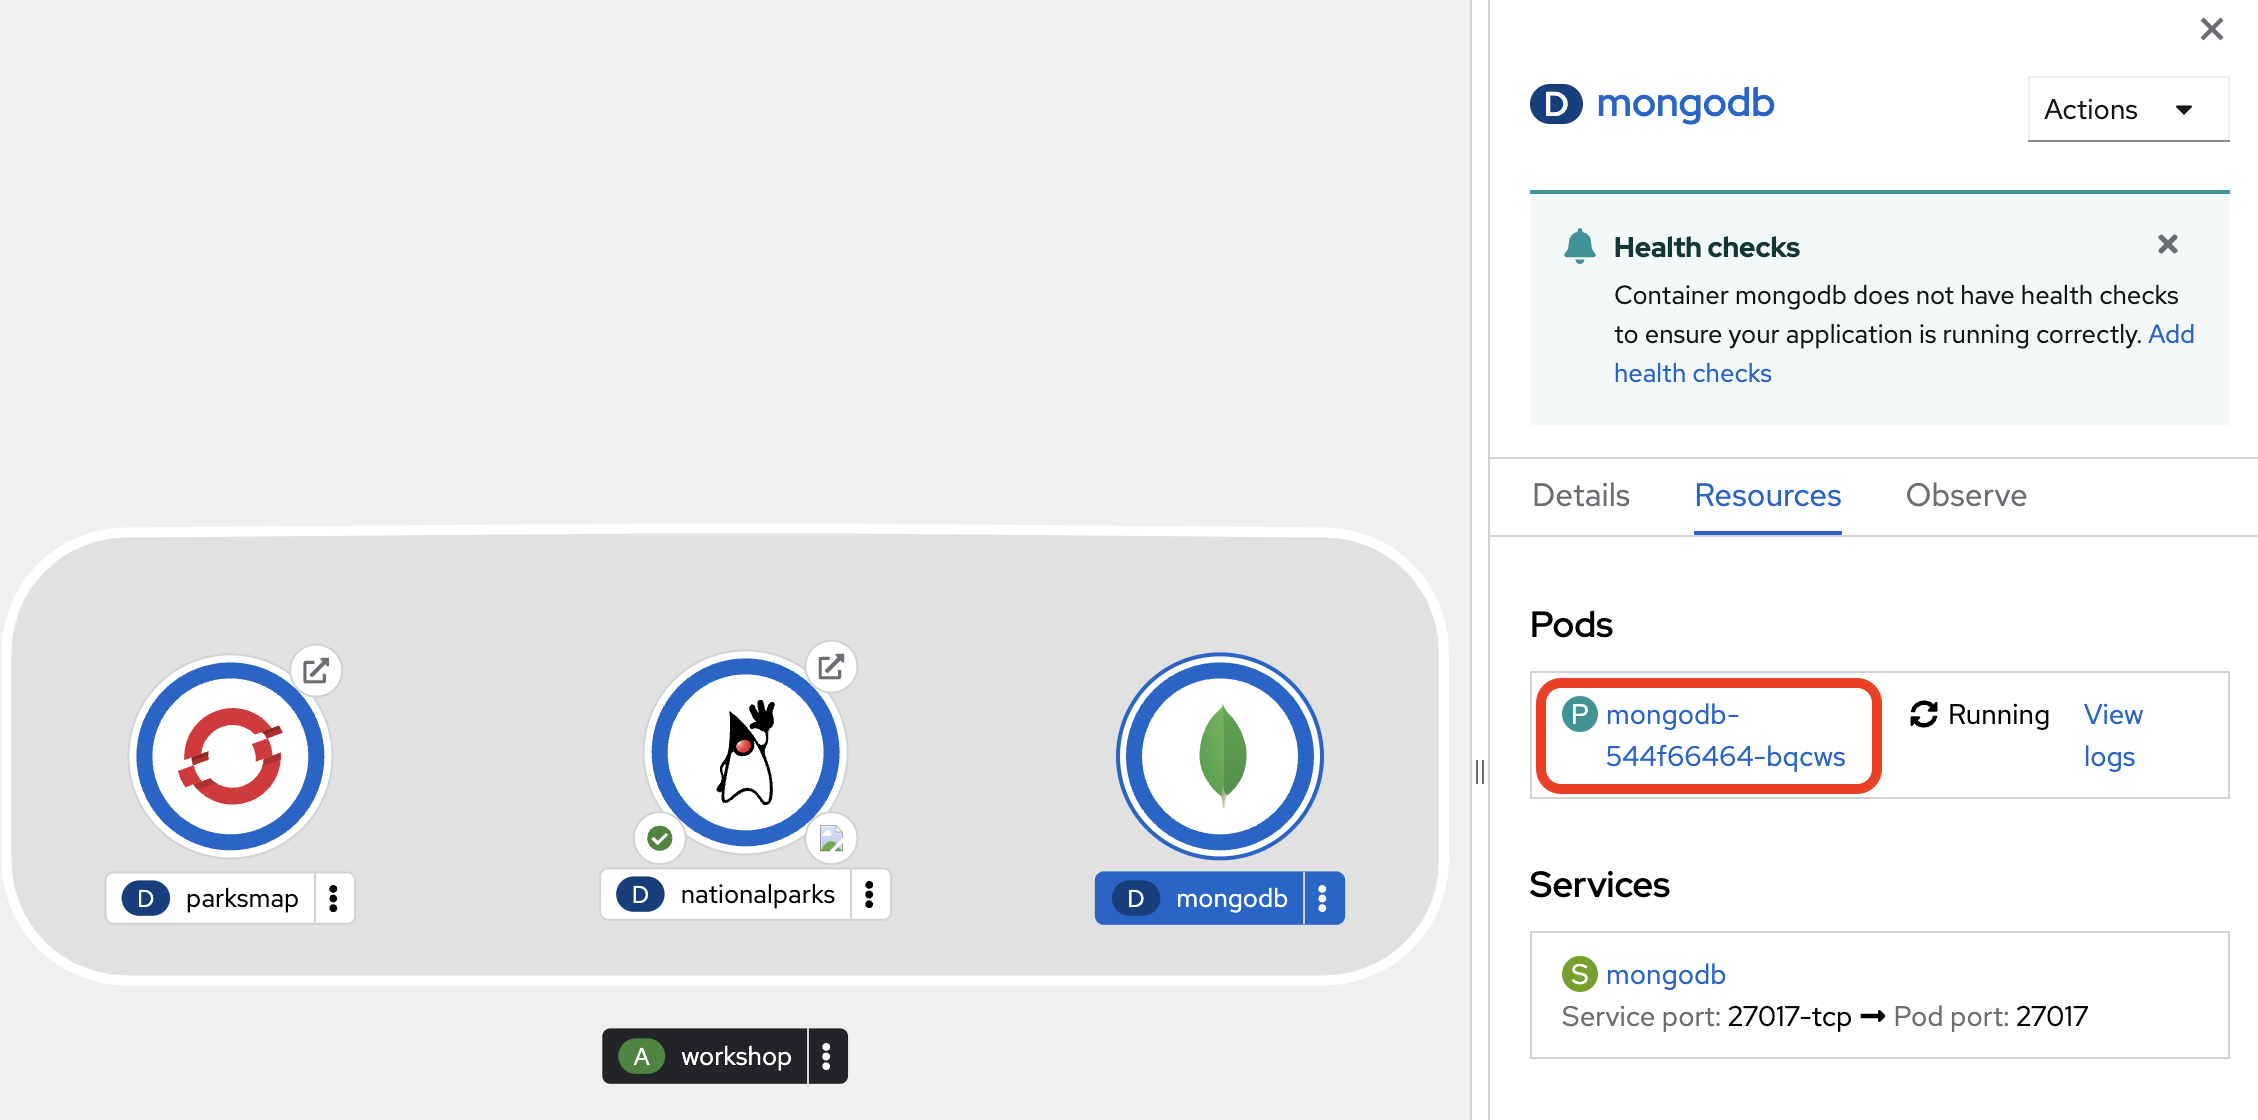 D mongodb
Actions
Health checks
Container mongodb does not have health checks
to ensure your application is running correctly. Add
health checks
Details Resources Observe
Pods
P mongodb-
544f66464-bqcws
Running
View
logs
Services
S mongodb
Service port: 27017-tcp → Pod port: 27017
D parksmap
D nationalparks
D mongodb
A workshop